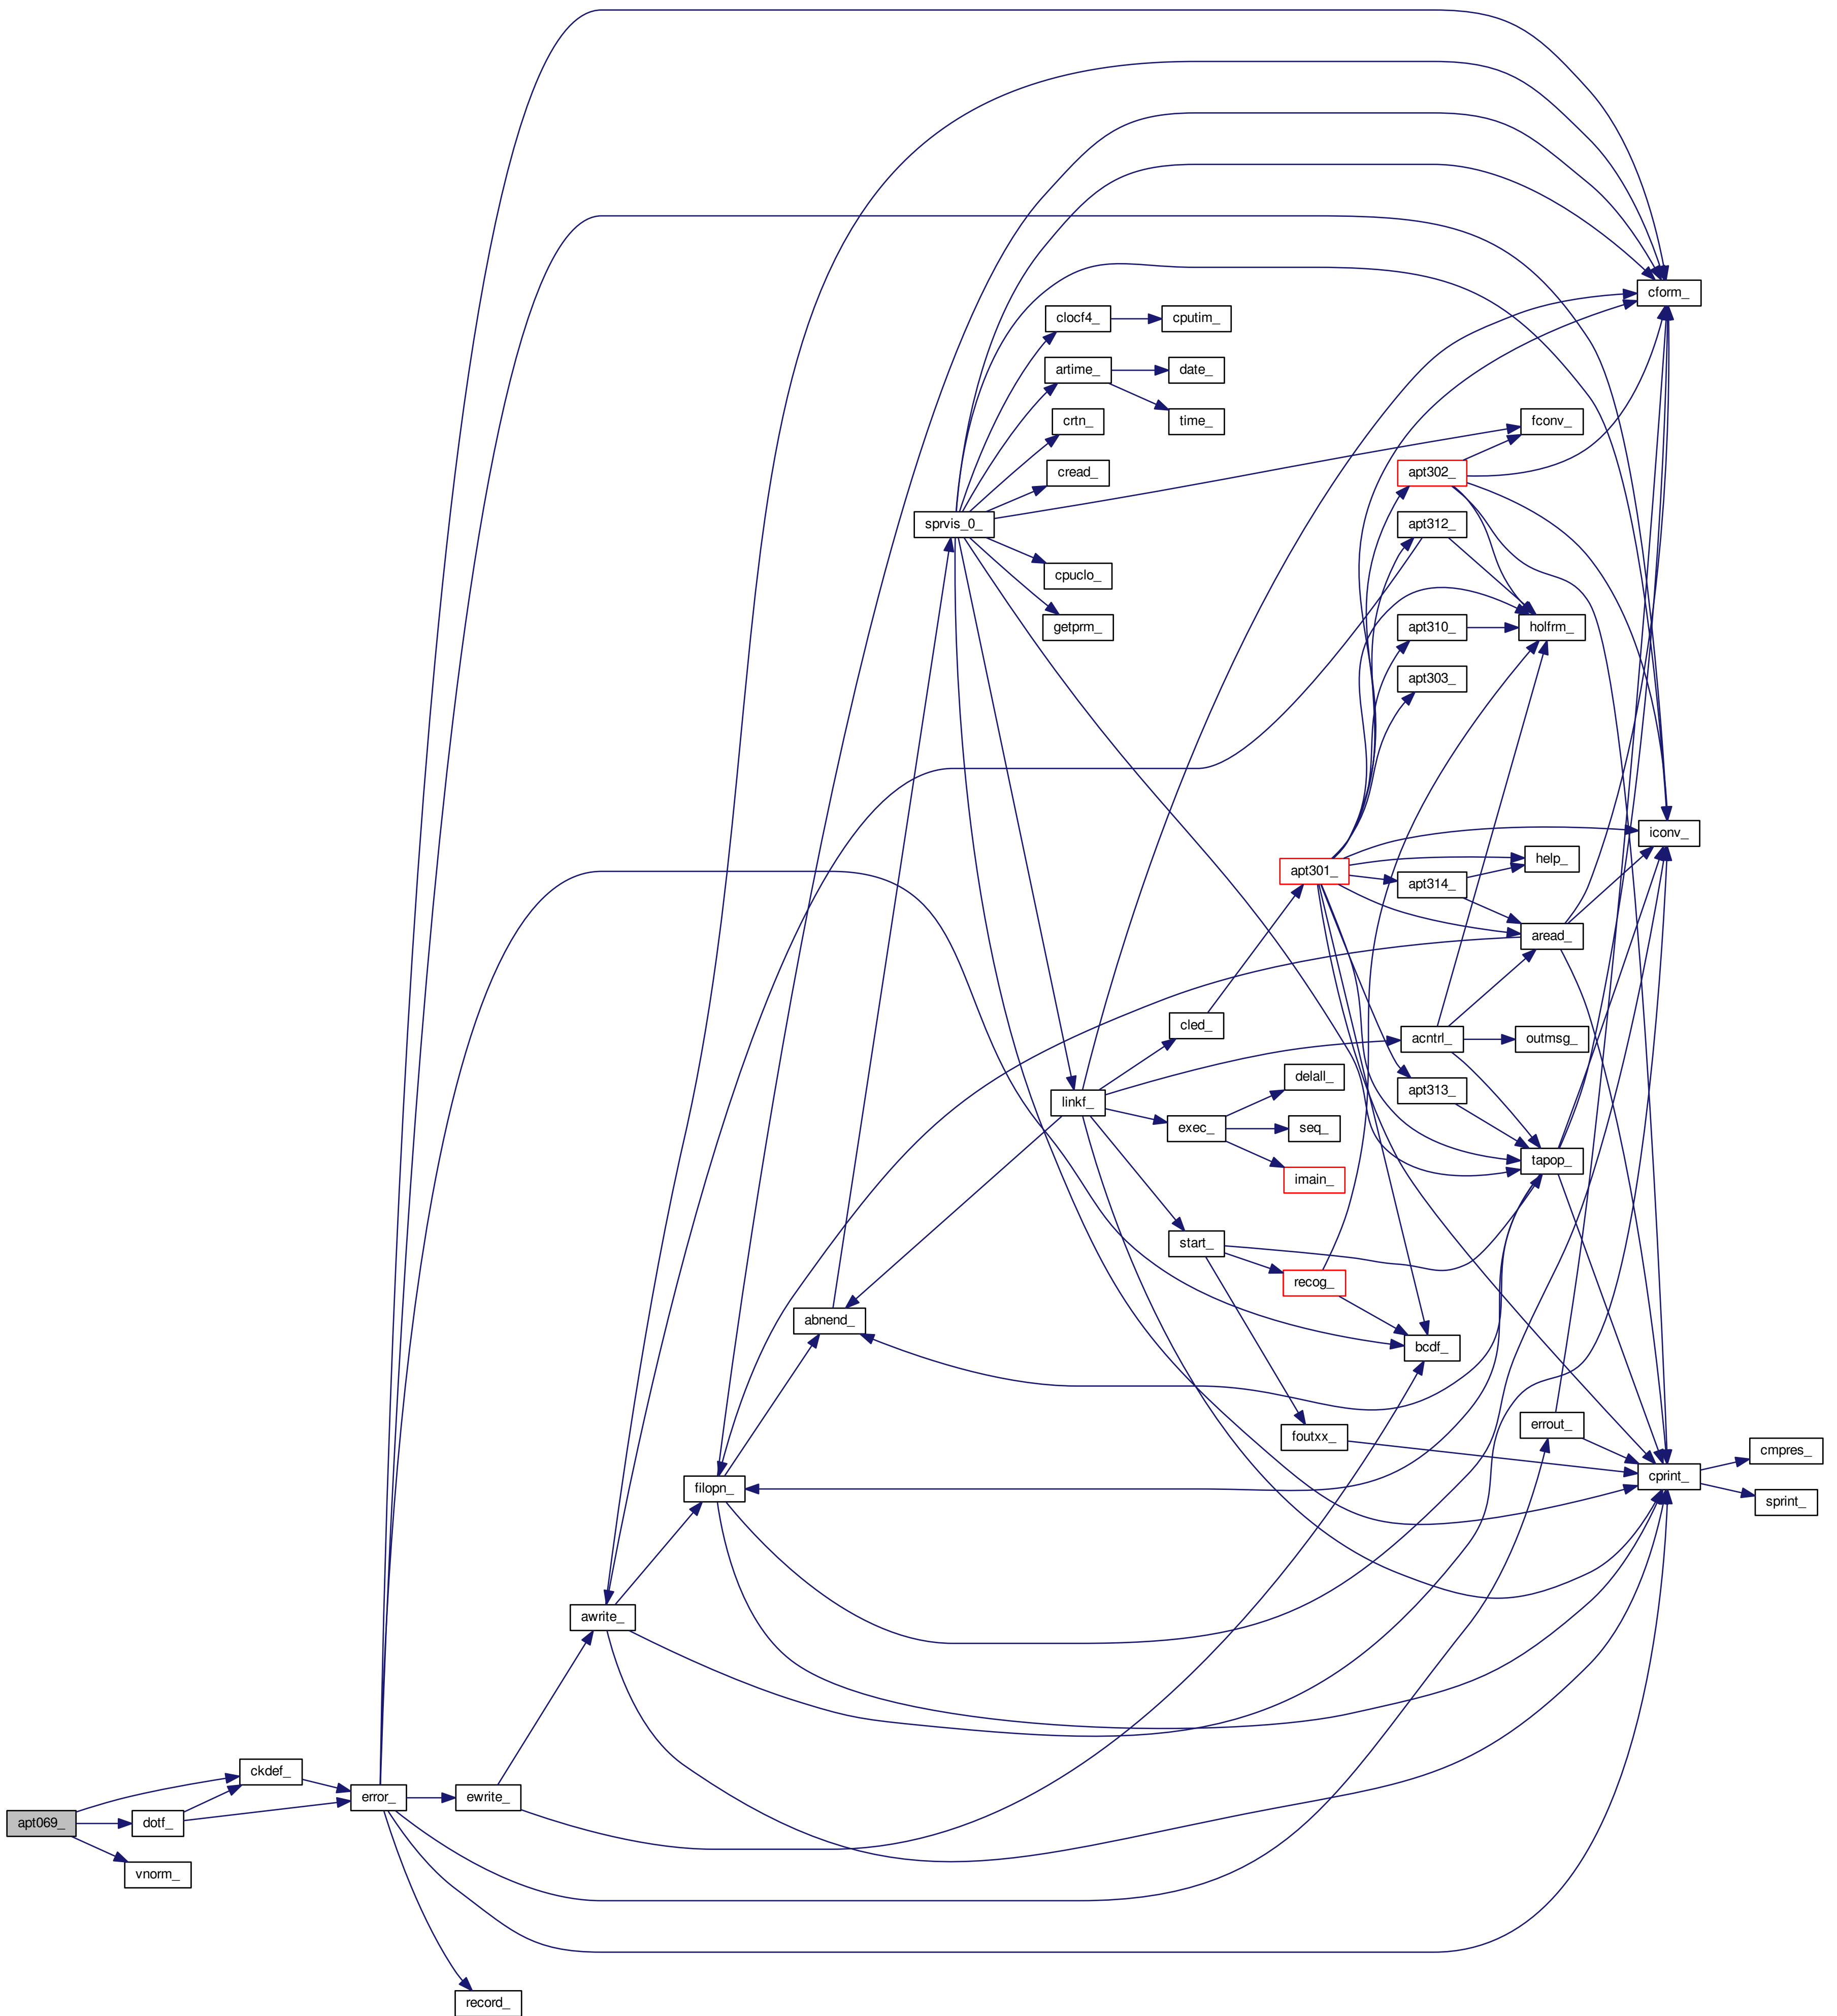 cform_
clocf4_
cputim_
artime_
date_
crtn_
time_
fconv_
cread_
apt302_
sprvis_0_
apt312_
cpuclo_
getprm_
apt310_
holfrm_
apt303_
iconv_
help_
apt301_
apt314_
aread_
cled_
acntrl_
outmsg_
delall_
apt313_
linkf_
exec_
seq_
tapop_
imain_
start_
recog_
abnend_
bcdf_
errout_
foutxx_
cmpres_
cprint_
filopn_
sprint_
awrite_
ckdef_
error_
ewrite_
apt069_
dotf_
vnorm_
record_